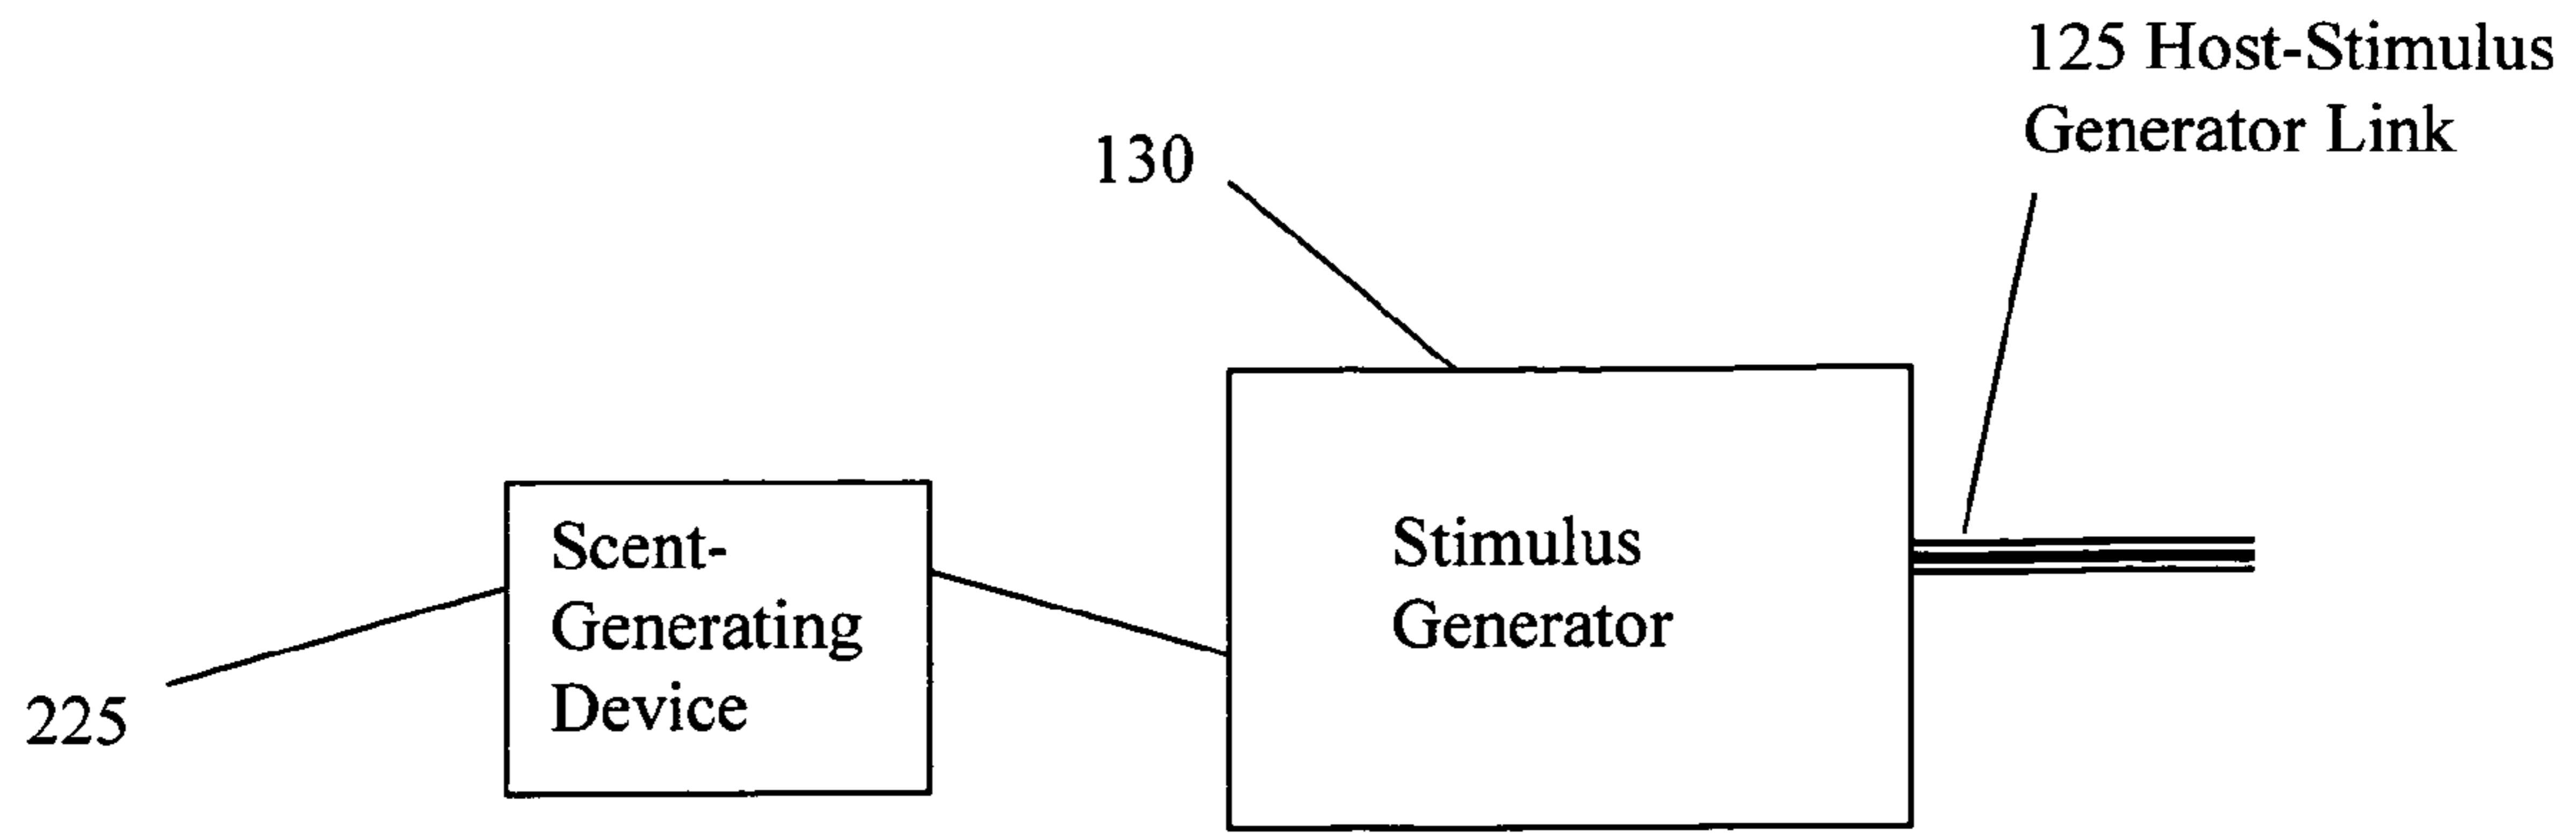 125 Host-Stimulus
Generator Link
130
Scent-
Generating
Device
Stimulus
Generator
225